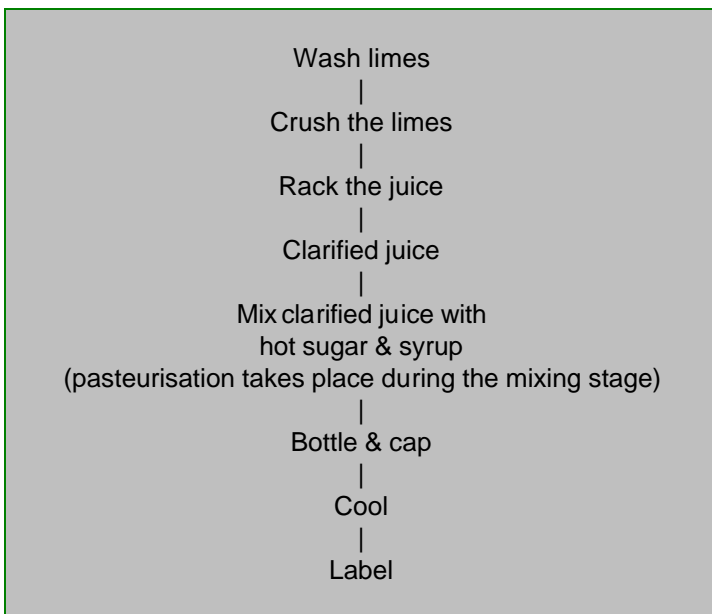 Wash limes
|
Crush the limes
|
Rack the juice
|
Clarified juice
|
Mix clarified juice with
hot sugar & syrup
(pasteurisation takes place during the mixing stage)
|
Bottle & cap
|
Cool
|
Label